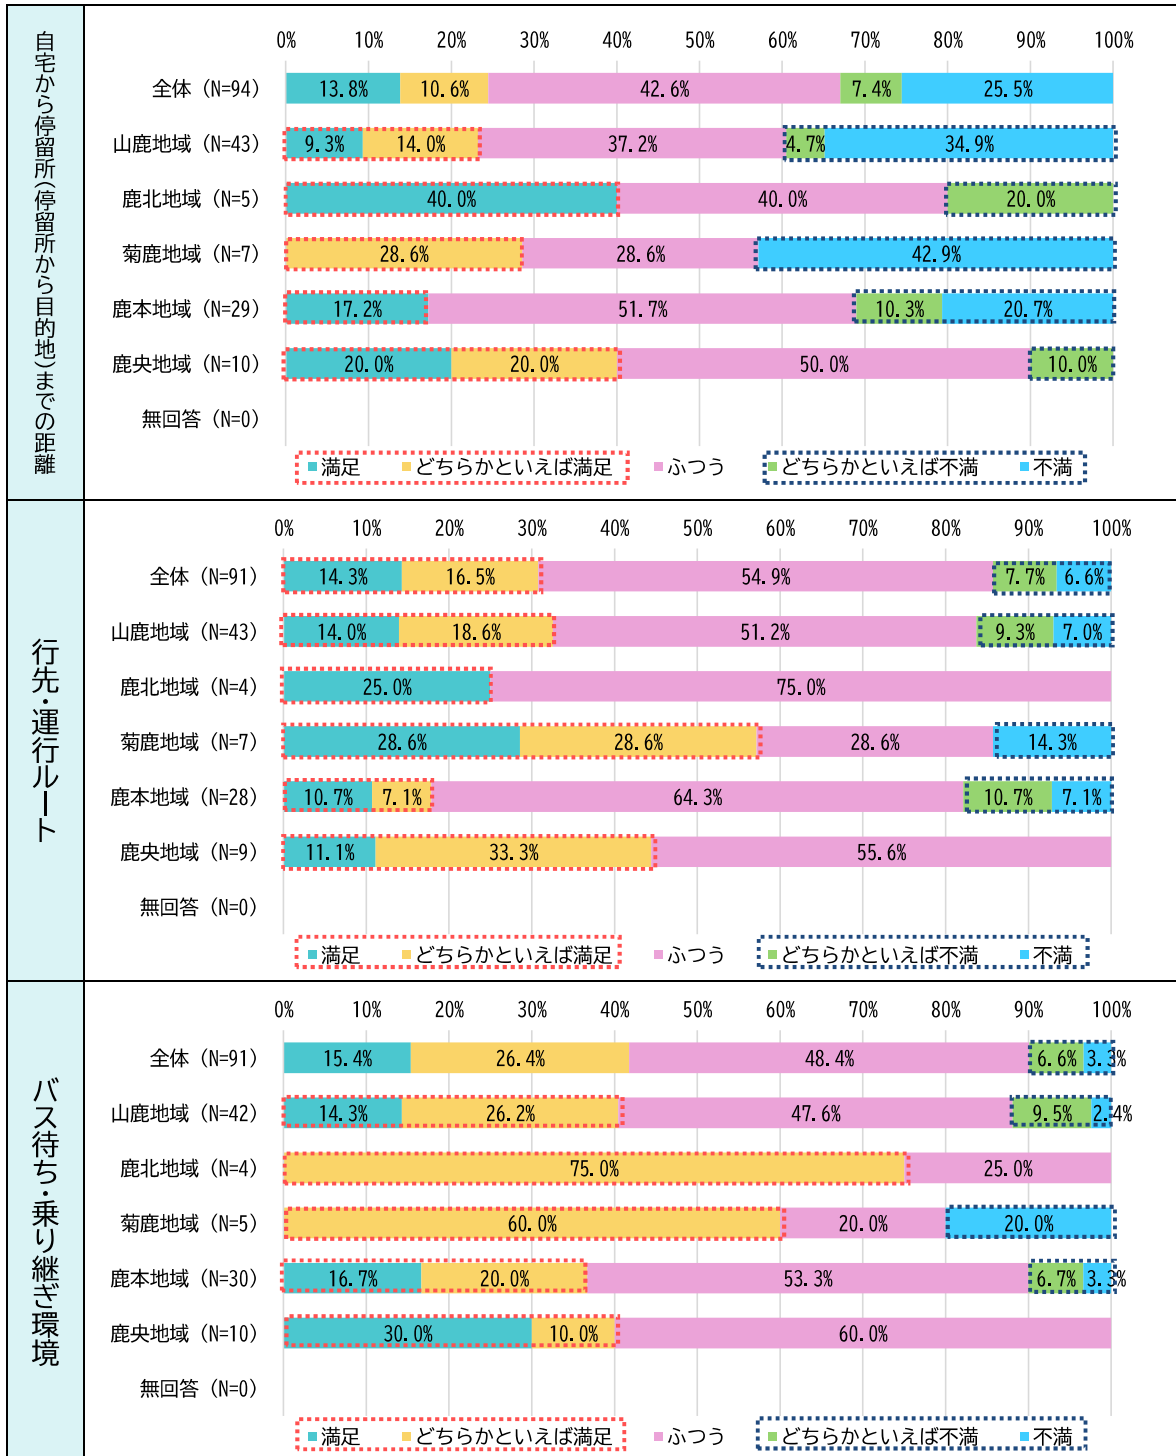 自宅から停留所(停留所から目的地)までの距離
0% 10% 20% 30% 40% 50% 60% 70% 80% 90% 100%
全体 (N=94) 13.8% 10.6% 42.6% 7.4% 25.5%
山鹿地域 (N=43) 9.3% 14.0% 37.2% 4.7% 34.9%
鹿北地域 (N=5) 40.0% 40.0% 20.0%
菊鹿地域 (N=7) 28.6% 28.6% 42.9%
鹿本地域 (N=29) 17.2% 51.7% 10.3% 20.7%
鹿央地域 (N=10) 20.0% 20.0% 50.0% 10.0%
無回答 (N=0)
満足 どちらかといえば満足 ふつう どちらかといえば不満 不満
行先・運行ルート
0% 10% 20% 30% 40% 50% 60% 70% 80% 90% 100%
全体 (N=91) 14.3% 16.5% 54.9% 7.7% 6.6%
山鹿地域 (N=43) 14.0% 18.6% 51.2% 9.3% 7.0%
鹿北地域 (N=4) 25.0% 75.0%
菊鹿地域 (N=7) 28.6% 28.6% 28.6% 14.3%
鹿本地域 (N=28) 10.7% 7.1% 64.3% 10.7% 7.1%
鹿央地域 (N=9) 11.1% 33.3% 55.6%
無回答 (N=0)
満足 どちらかといえば満足 ふつう どちらかといえば不満 不満
バス待ち・乗り継ぎ環境
0% 10% 20% 30% 40% 50% 60% 70% 80% 90% 100%
全体 (N=91) 15.4% 26.4% 48.4% 6.6% 3.3%
山鹿地域 (N=42) 14.3% 26.2% 47.6% 9.5% 2.4%
鹿北地域 (N=4) 75.0% 25.0%
菊鹿地域 (N=5) 60.0% 20.0% 20.0%
鹿本地域 (N=30) 16.7% 20.0% 53.3% 6.7% 3.3%
鹿央地域 (N=10) 30.0% 10.0% 60.0%
無回答 (N=0)
満足 どちらかといえば満足 ふつう どちらかといえば不満 不満